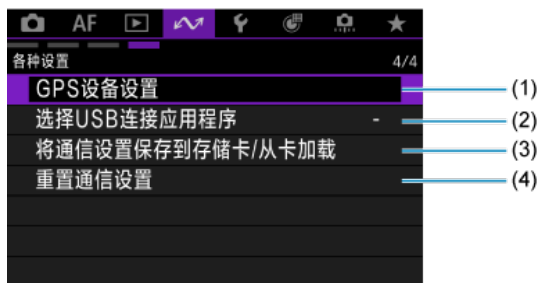 AF
各种设置 4/4
GPS设备设置 (1)
选择USB连接应用程序 - (2)
将通信设置保存到存储卡/从卡加载 (3)
重置通信设置 (4)